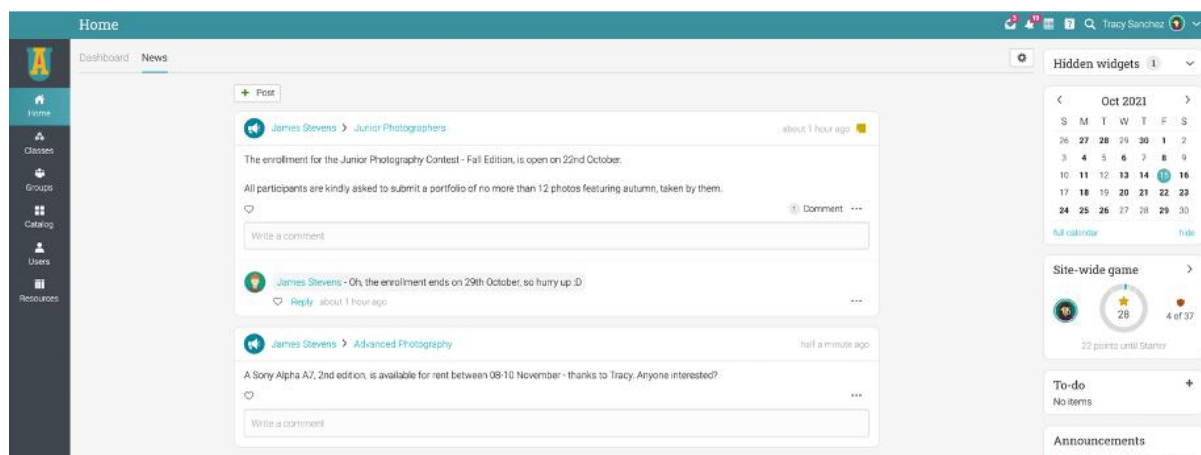 Home
3
19
Tracy Sanchez
Dashboard News
Home
Classes
Groups
Catalog
Users
Resources
+ Post
James Stevens > Junior Photographers
about 1 hour ago
The enrollment for the Junior Photography Contest - Fall Edition, is open on 22nd October.
All participants are kindly asked to submit a portfolio of no more than 12 photos featuring autumn, taken by them.
1 Comment
Write a comment
James Stevens - Oh, the enrollment ends on 29th October, so hurry up :D
Reply about 1 hour ago
James Stevens > Advanced Photography
half a minute ago
A Sony Alpha A7, 2nd edition, is available for rent between 08-10 November - thanks to Tracy. Anyone interested?
Write a comment
Hidden widgets 1
< Oct 2021 >
S M T W T F S
26 27 28 29 30 1 2
3 4 5 6 7 8 9
10 11 12 13 14 15 16
17 18 19 20 21 22 23
24 25 26 27 28 29 30
full calendar hide
Site-wide game >
28
4 of 37
22 points until Starter
To-do +
No items
Announcements